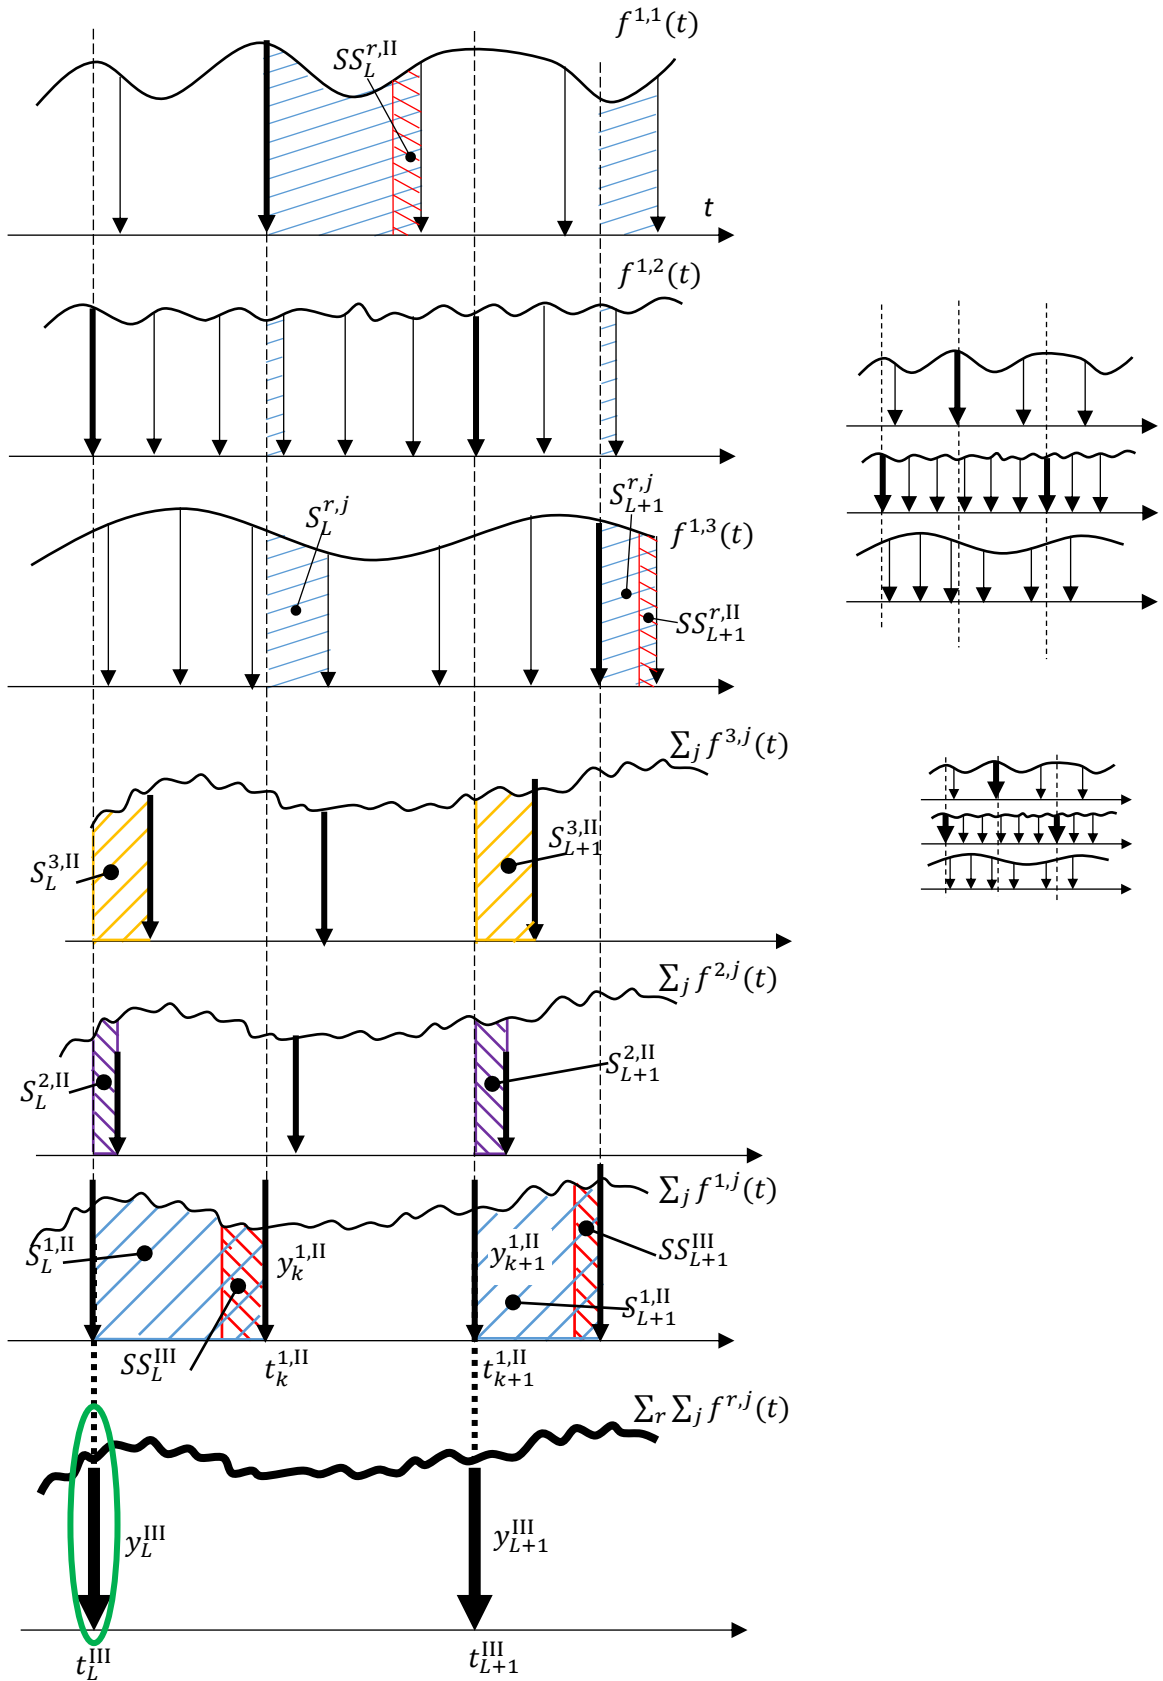 f^{1,1}(t)
SS_L^{r,II}
t
f^{1,2}(t)
S_L^{r,j}
S_{L+1}^{r,j}
f^{1,3}(t)
SS_{L+1}^{r,II}
∑_j f^{3,j}(t)
S_L^{3,II}
S_{L+1}^{3,II}
∑_j f^{2,j}(t)
S_L^{2,II}
S_{L+1}^{2,II}
∑_j f^{1,j}(t)
S_L^{1,II}
y_k^{1,II}
y_{k+1}^{1,II}
SS_{L+1}^{III}
S_{L+1}^{1,II}
SS_L^{III}
t_k^{1,II}
t_{k+1}^{1,II}
∑_r ∑_j f^{r,j}(t)
y_L^{III}
y_{L+1}^{III}
t_L^{III}
t_{L+1}^{III}